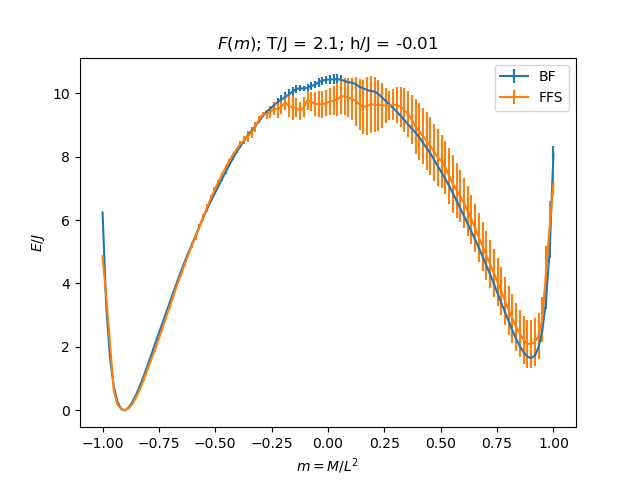 F(m); T/J = 2.1; h/J = -0.01
BF
FFS
E/J
10
8
6
4
2
0
−1.00 −0.75 −0.50 −0.25 0.00 0.25 0.50 0.75 1.00
m = M/L²